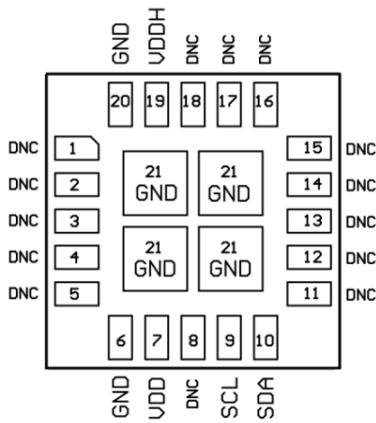 GND VDDH DNC DNC DNC
20 19 18 17 16
DNC 1 15 DNC
21 GND 21 GND
DNC 2 14 DNC
DNC 3 13 DNC
21 GND 21 GND
DNC 4 12 DNC
DNC 5 11 DNC
6 7 8 9 10
GND VDD DNC SCL SDA